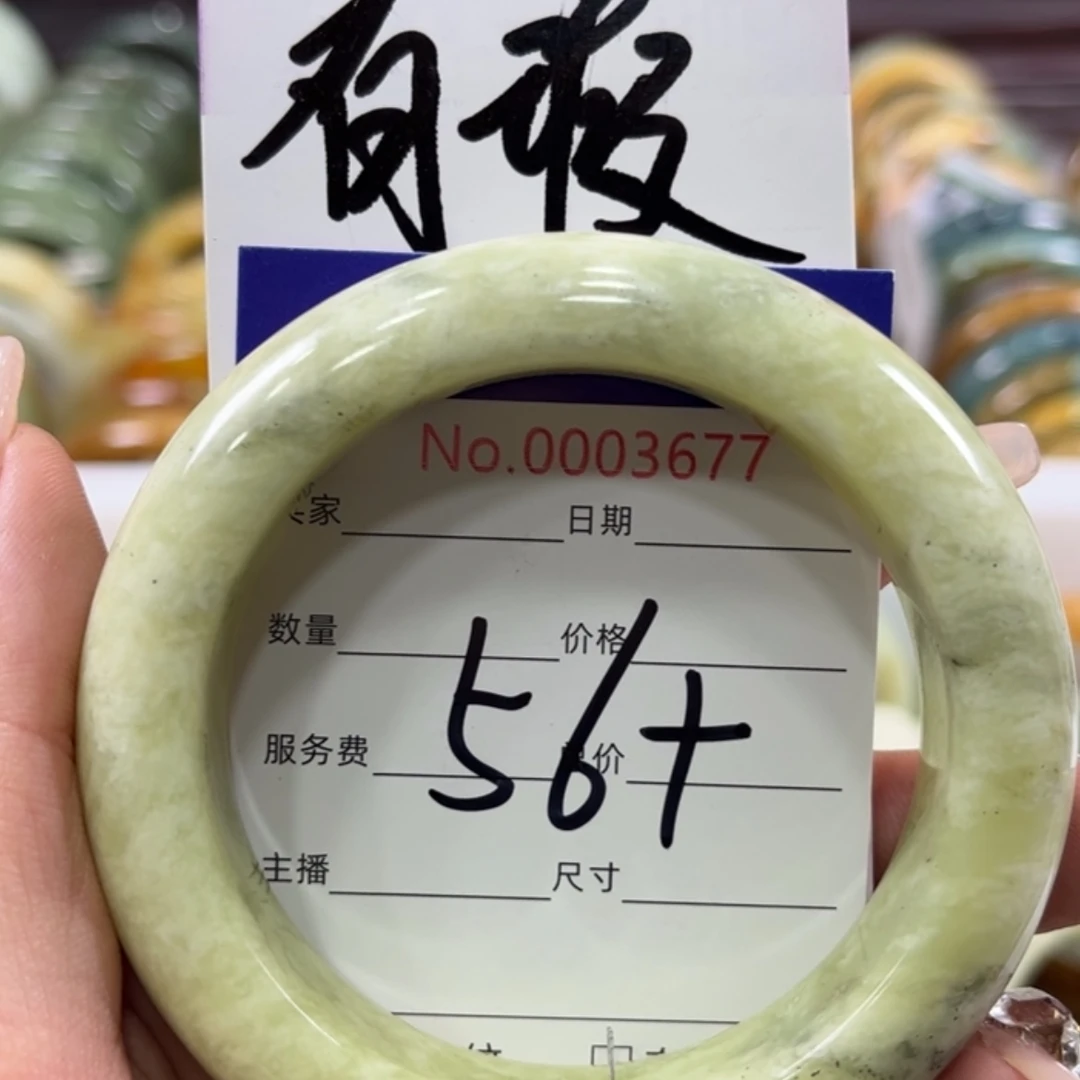 有瑕
No.0003677
家 日期
数量 价格
56+
服务费 价
主播 尺寸